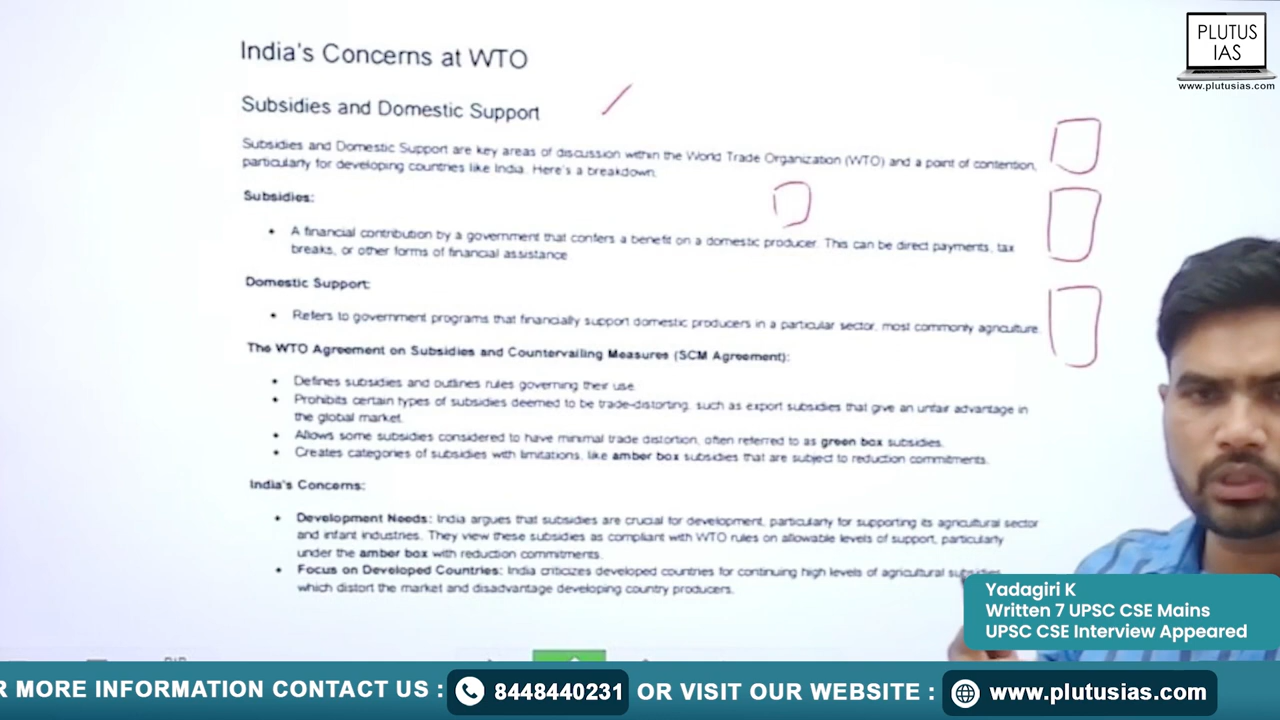 PLUTUS
IAS
www.plutusias.com
India's Concerns at WTO
Subsidies and Domestic Support
Subsidies and Domestic Support are key areas of discussion within the World Trade Organization (WTO) and a point of contention,
particularly for developing countries like India. Here's a breakdown.
Subsidies:
• A financial contribution by a government that confers a benefit on a domestic producer. This can be direct payments, tax
breaks, or other forms of financial assistance
Domestic Support:
• Refers to government programs that financially support domestic producers in a particular sector, most commonly agriculture.
The WTO Agreement on Subsidies and Countervailing Measures (SCM Agreement):
• Defines subsidies and outlines rules governing their use.
• Prohibits certain types of subsidies deemed to be trade-distorting, such as export subsidies that give an unfair advantage in
the global market.
• Allows some subsidies considered to have minimal trade distortion, often referred to as green box subsidies.
• Creates categories of subsidies with limitations, like amber box subsidies that are subject to reduction commitments.
India's Concerns:
• Development Needs: India argues that subsidies are crucial for development, particularly for supporting its agricultural sector
and infant industries. They view these subsidies as compliant with WTO rules on allowable levels of support, particularly
under the amber box with reduction commitments.
• Focus on Developed Countries: India criticizes developed countries for continuing high levels of agricultural
which distort the market and disadvantage developing country producers.
Yadagiri K
Written 7 UPSC CSE Mains
UPSC CSE Interview Appeared
R MORE INFORMATION CONTACT US : 8448440231 OR VISIT OUR WEBSITE : www.plutusias.com